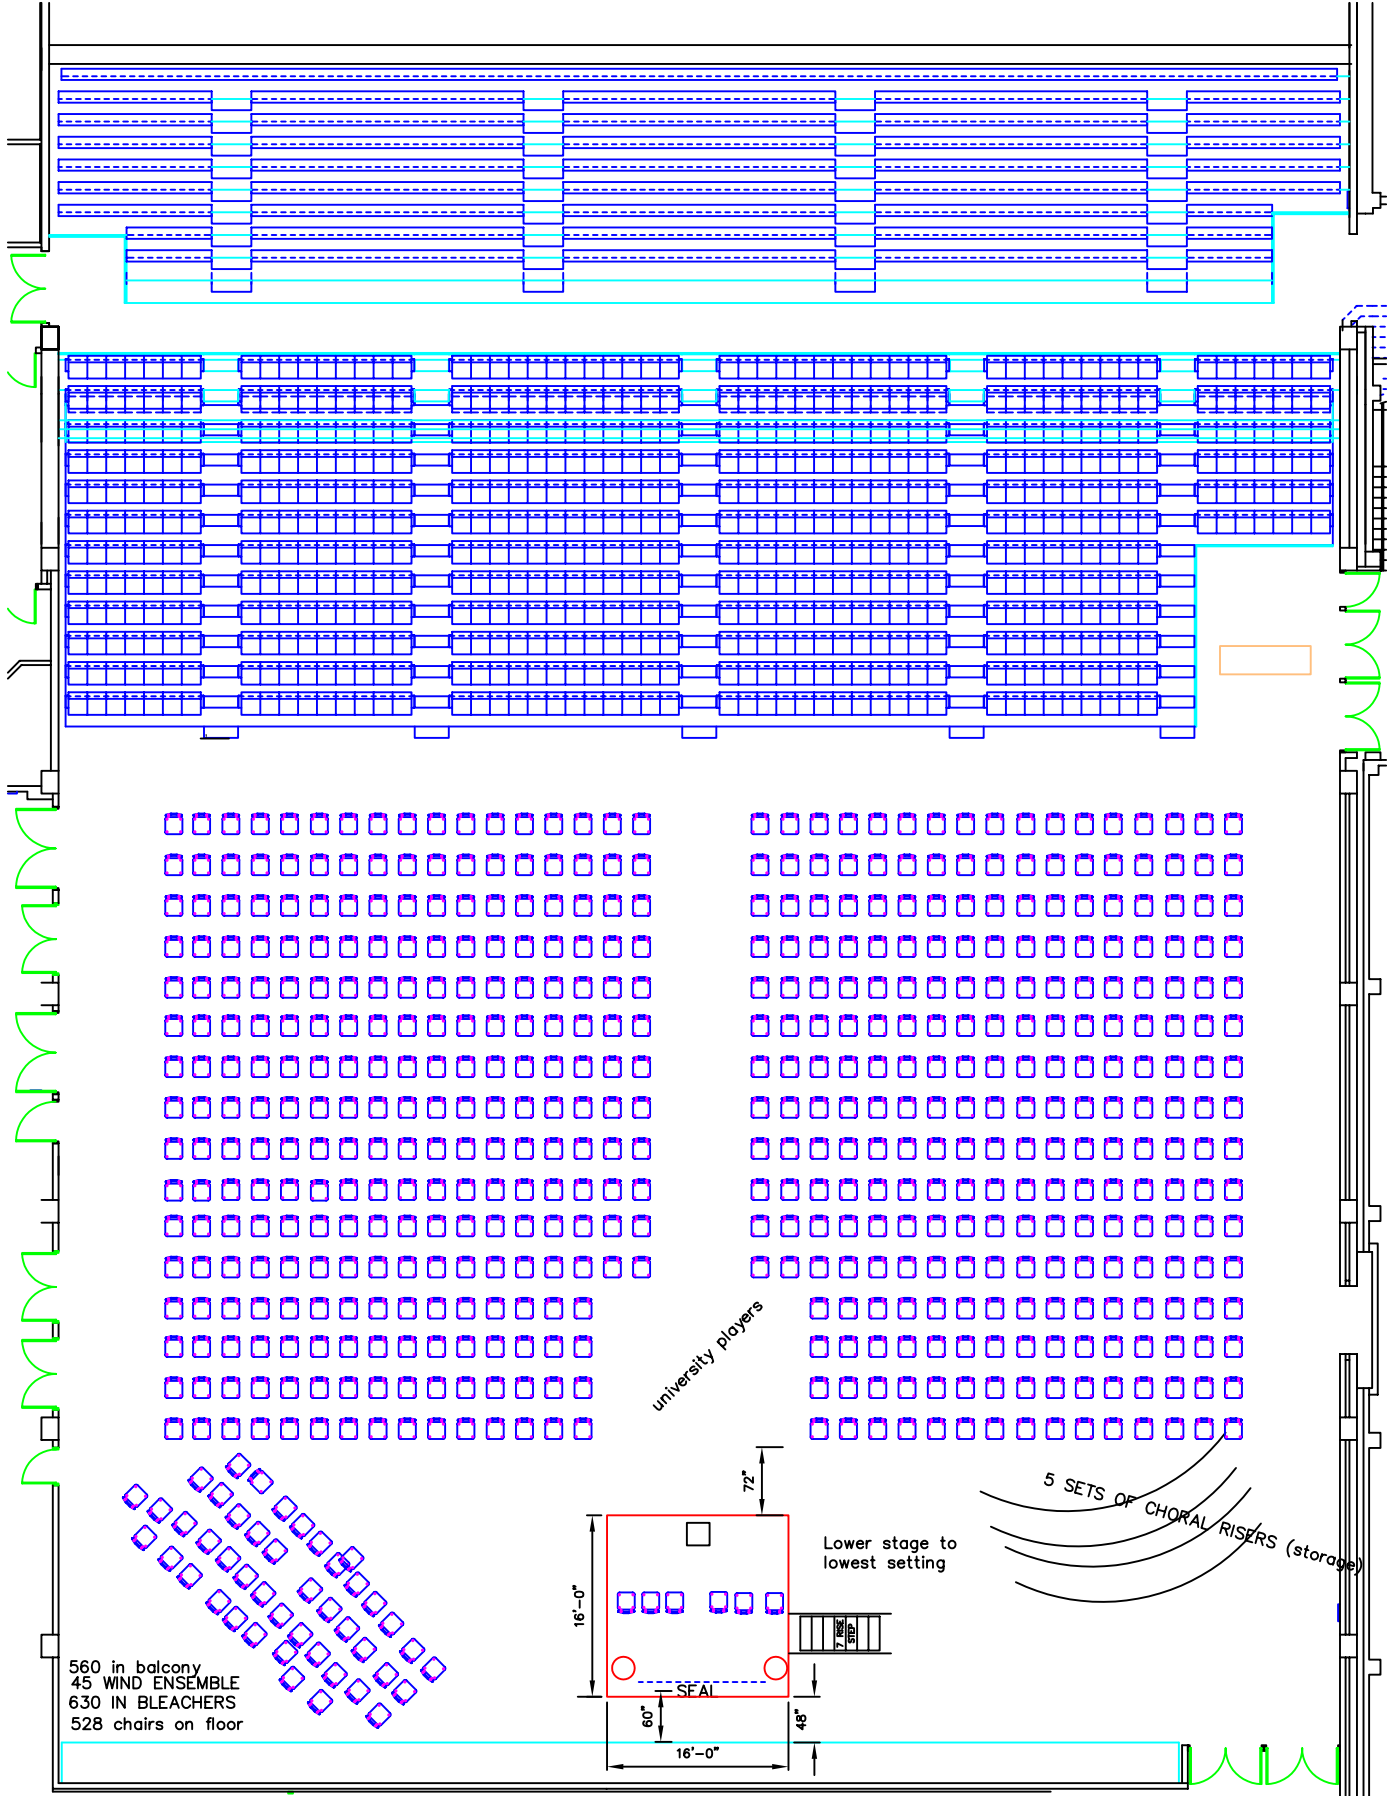 university players
72"
5 SETS OF CHORAL RISERS (storage)
Lower stage to
lowest setting
16'-0"
7 RISE
STEP
560 in balcony
45 WIND ENSEMBLE
630 IN BLEACHERS
528 chairs on floor
SEAL
60"
48"
16'-0"